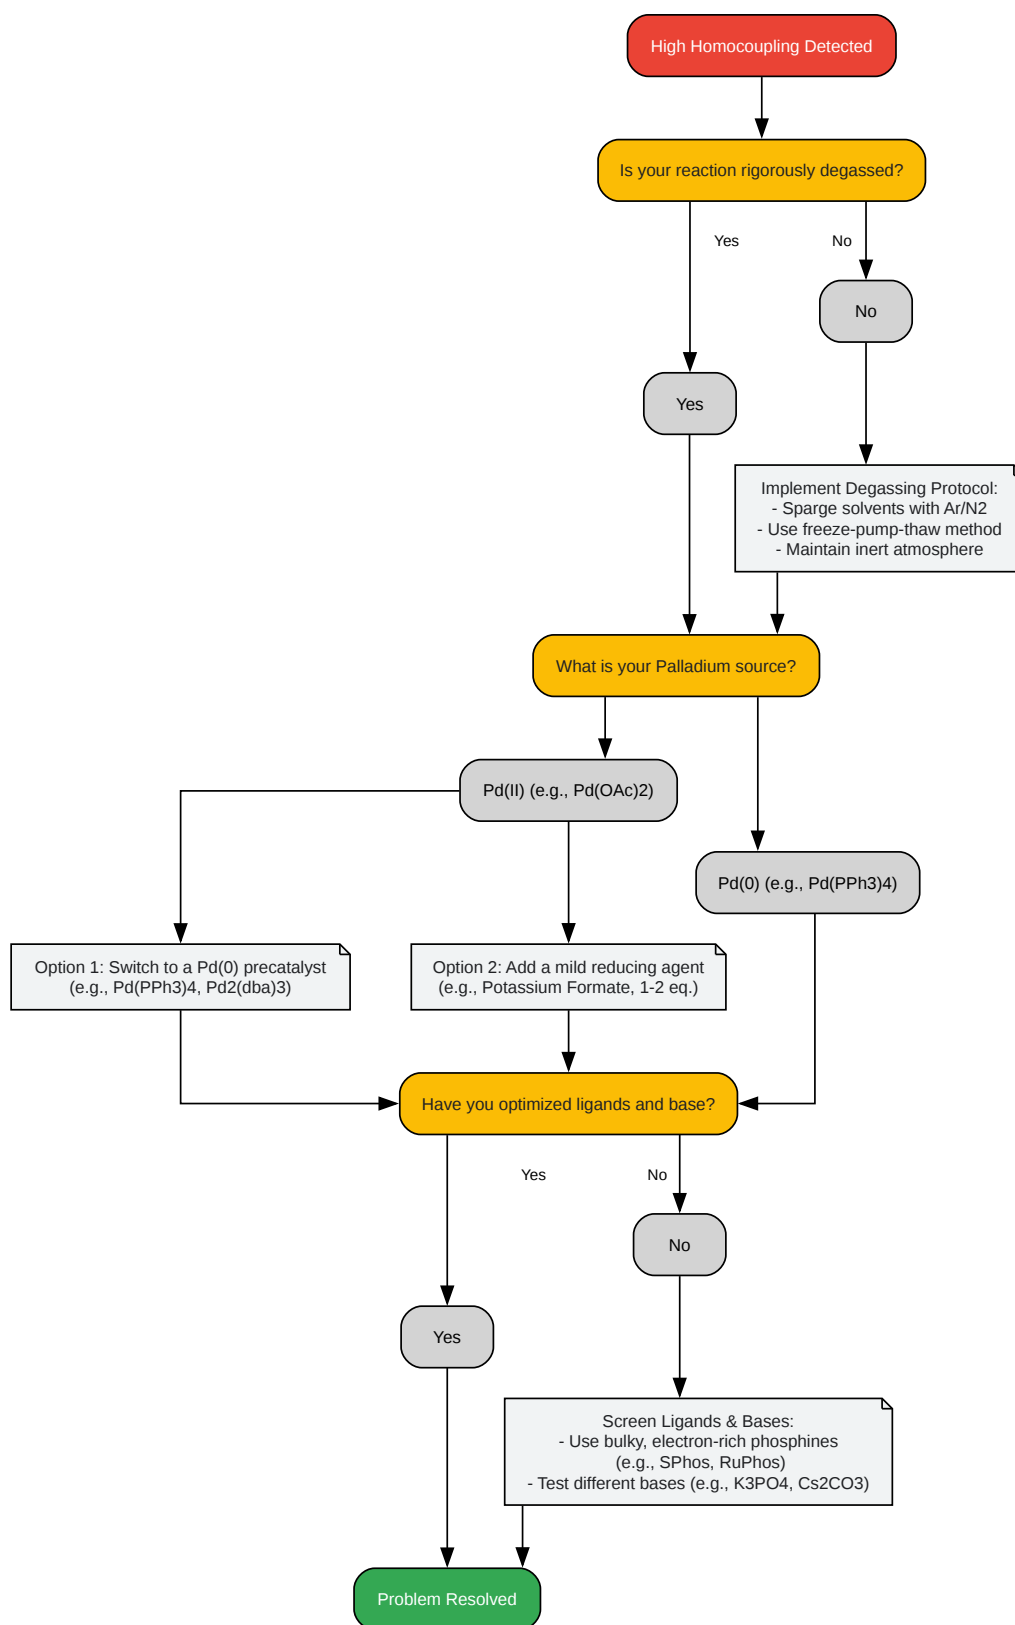 High Homocoupling Detected
Is your reaction rigorously degassed?
Yes
No
No
Yes
Implement Degassing Protocol:
- Sparge solvents with Ar/N2
- Use freeze-pump-thaw method
- Maintain inert atmosphere
What is your Palladium source?
Pd(II) (e.g., Pd(OAc)2)
Pd(0) (e.g., Pd(PPh3)4)
Option 1: Switch to a Pd(0) precatalyst
(e.g., Pd(PPh3)4, Pd2(dba)3)
Option 2: Add a mild reducing agent
(e.g., Potassium Formate, 1-2 eq.)
Have you optimized ligands and base?
Yes
No
No
Yes
Screen Ligands & Bases:
- Use bulky, electron-rich phosphines
(e.g., SPhos, RuPhos)
- Test different bases (e.g., K3PO4, Cs2CO3)
Problem Resolved